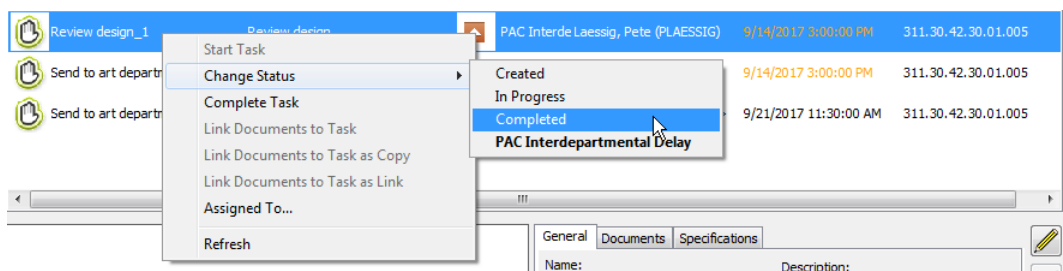 Review design_1 Review design PAC Interde Laessig, Pete (PLAESSIG) 9/14/2017 3:00:00 PM 311.30.42.30.01.005
Start Task
Send to art departm Change Status Created 9/14/2017 3:00:00 PM 311.30.42.30.01.005
In Progress
Complete Task
Send to art departm Completed 9/21/2017 11:30:00 AM 311.30.42.30.01.005
Link Documents to Task
PAC Interdepartmental Delay
Link Documents to Task as Copy
Link Documents to Task as Link
Assigned To...
Refresh
General Documents Specifications
Name: Description: